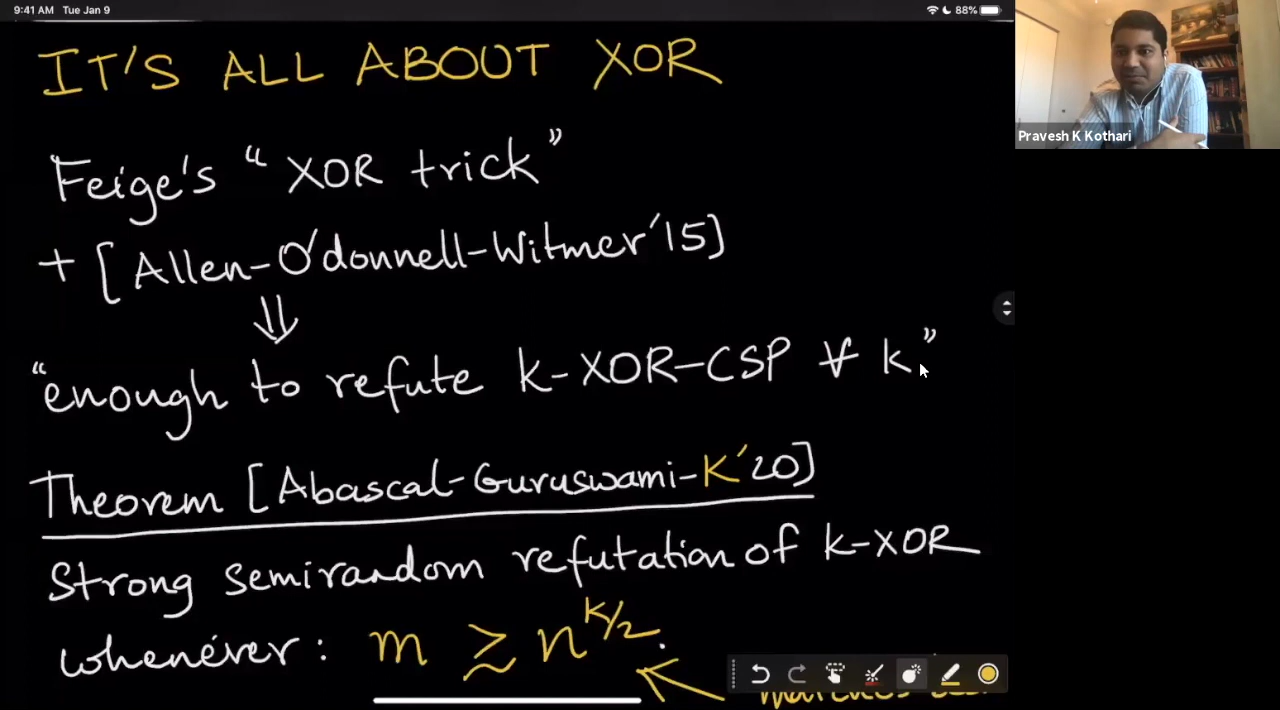 9:41 AM Tue Jan 9
88%
IT'S ALL ABOUT XOR
Pravesh K Kothari
Feige's "XOR trick"
+ [Allen-O'donnell-Witmer'15]
⇓
"enough to refute k-XOR-CSP ∀ k."
Theorem [Abascal-Guruswami-K'20]
Strong semirandom refutation of k-XOR
whenever: m ≳ n^{k/2}.